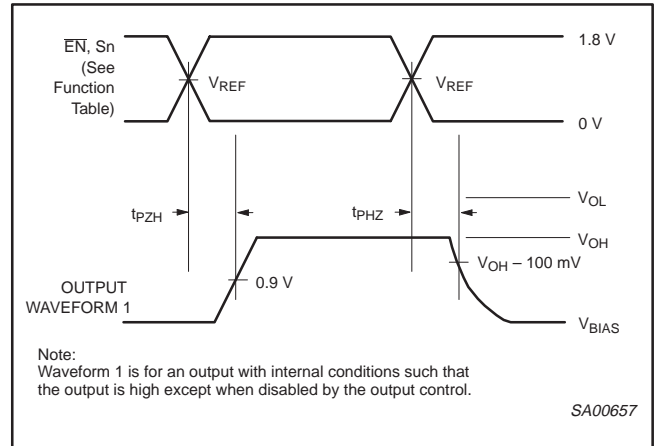 EN, Sn
(See
Function
Table)
1.8 V
VREF
VREF
0 V
tPZH
tPHZ
VOL
VOH
VOH – 100 mV
0.9 V
OUTPUT
WAVEFORM 1
VBIAS
Note:
Waveform 1 is for an output with internal conditions such that
the output is high except when disabled by the output control.
SA00657